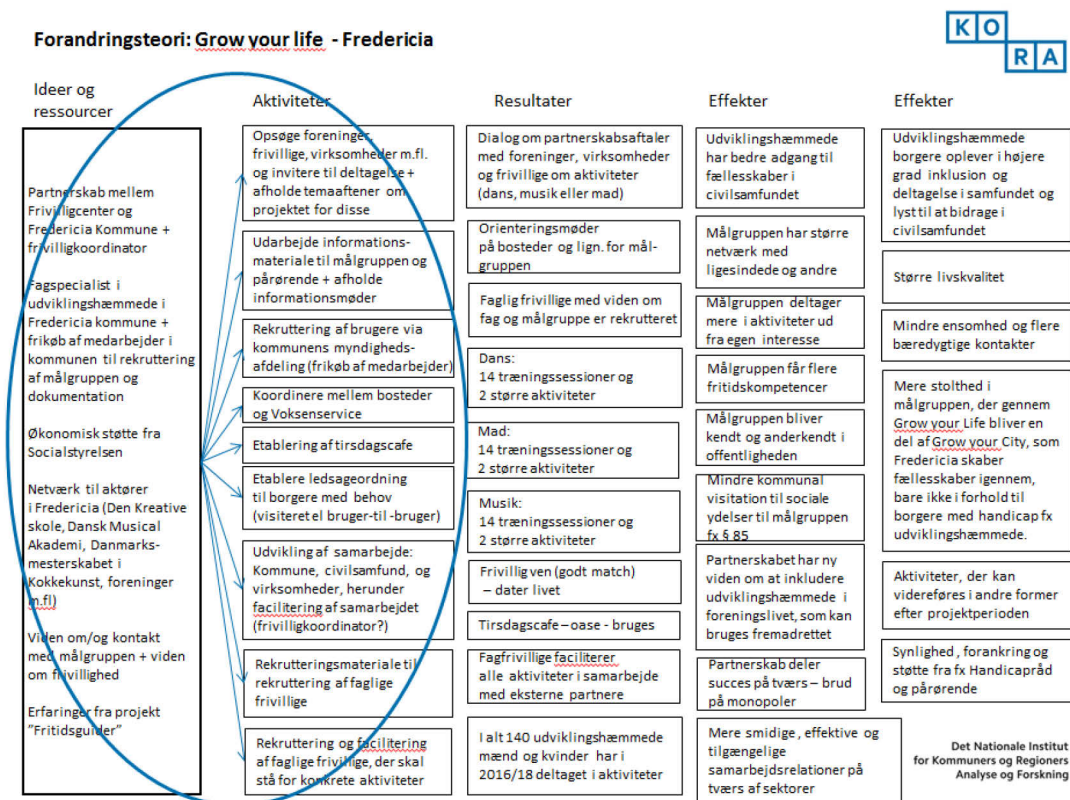 Forandringsteori: Grow your life - Fredericia
KORA
Ideer og
ressourcer
Partnerskab mellem
Frivilligcenter og
Fredericia Kommune +
frivilligkoordinator
Fagspecialist i
udviklingshæmmede i
Fredericia kommune +
frikøb af medarbejder i
kommunen til rekruttering
af målgruppen og
dokumentation
Økonomisk støtte fra
Socialstyrelsen
Netværk til aktører
i Fredericia (Den Kreative
skole, Dansk Musical
Akademi, Danmarks-
mesterskabet i
Kokkekunst, foreninger
m.fl)
Viden om/og kontakt
med målgruppen + viden
om frivillighed
Erfaringer fra projekt
"Fritidsguider"
Aktiviteter
Opsøge foreninger,
frivillige, virksomheder m.fl.
og invitere til deltagelse +
afholde temaaftener om
projektet for disse
Udarbejde informations-
materiale til målgruppen og
pårørende + afholde
informationsmøder
Rekruttering af brugere via
kommunens myndigheds-
afdeling (frikøb af medarbejder)
Koordinere mellem bosteder
og Voksenservice
Etablering af tirsdagscafe
Etablere ledsageordning
til borgere med behov
(visiteret el bruger-til -bruger)
Udvikling af samarbejde:
Kommune, civilsamfund, og
virksomheder, herunder
facilitering af samarbejdet
(frivilligkoordinator?)
Rekrutteringsmateriale til
rekruttering af faglige
frivillige
Rekruttering og facilitering
af faglige frivillige, der skal
stå for konkrete aktiviteter
Resultater
Dialog om partnerskabsaftaler
med foreninger, virksomheder
og frivillige om aktiviteter
(dans, musik eller mad)
Orienteringsmøder
på bosteder og lign. for mål-
gruppen
Faglig frivillige med viden om
fag og målgruppe er rekrutteret
Dans:
14 træningssessioner og
2 større aktiviteter
Mad:
14 træningssessioner og
2 større aktiviteter
Musik:
14 træningssessioner og
2 større aktiviteter
Frivillig ven (godt match)
– dater livet
Tirsdagscafe – oase - bruges
Fagfrivillige faciliterer
alle aktiviteter i samarbejde
med eksterne partnere
I alt 140 udviklingshæmmede
mænd og kvinder har i
2016/18 deltaget i aktiviteter
Effekter
Udviklingshæmmede
har bedre adgang til
fællesskaber i
civilsamfundet
Målgruppen har større
netværk med
ligesindede og andre
Målgruppen deltager
mere i aktiviteter ud
fra egen interesse
Målgruppen får flere
fritidskompetencer
Målgruppen bliver
kendt og anderkendt i
offentligheden
Mindre kommunal
visitation til sociale
ydelser til målgruppen
fx § 85
Partnerskabet har ny
viden om at inkludere
udviklingshæmmede i
foreningslivet, som kan
bruges fremadrettet
Partnerskab deler
succes på tværs – brud
på monopoler
Mere smidige, effektive og
tilgængelige
samarbejdsrelationer på
tværs af sektorer
Effekter
Udviklingshæmmede
borgere oplever i højere
grad inklusion og
deltagelse i samfundet og
lyst til at bidrage i
civilsamfundet
Større livskvalitet
Mindre ensomhed og flere
bæredygtige kontakter
Mere stolthed i
målgruppen, der gennem
Grow your Life bliver en
del af Grow your City, som
Fredericia skaber
fællesskaber igennem,
bare ikke i forhold til
borgere med handicap fx
udviklingshæmmede.
Aktiviteter, der kan
videreføres i andre former
efter projektperioden
Synlighed, forankring og
støtte fra fx Handicapråd
og pårørende
Det Nationale Institut
for Kommuners og Regioners
Analyse og Forskning